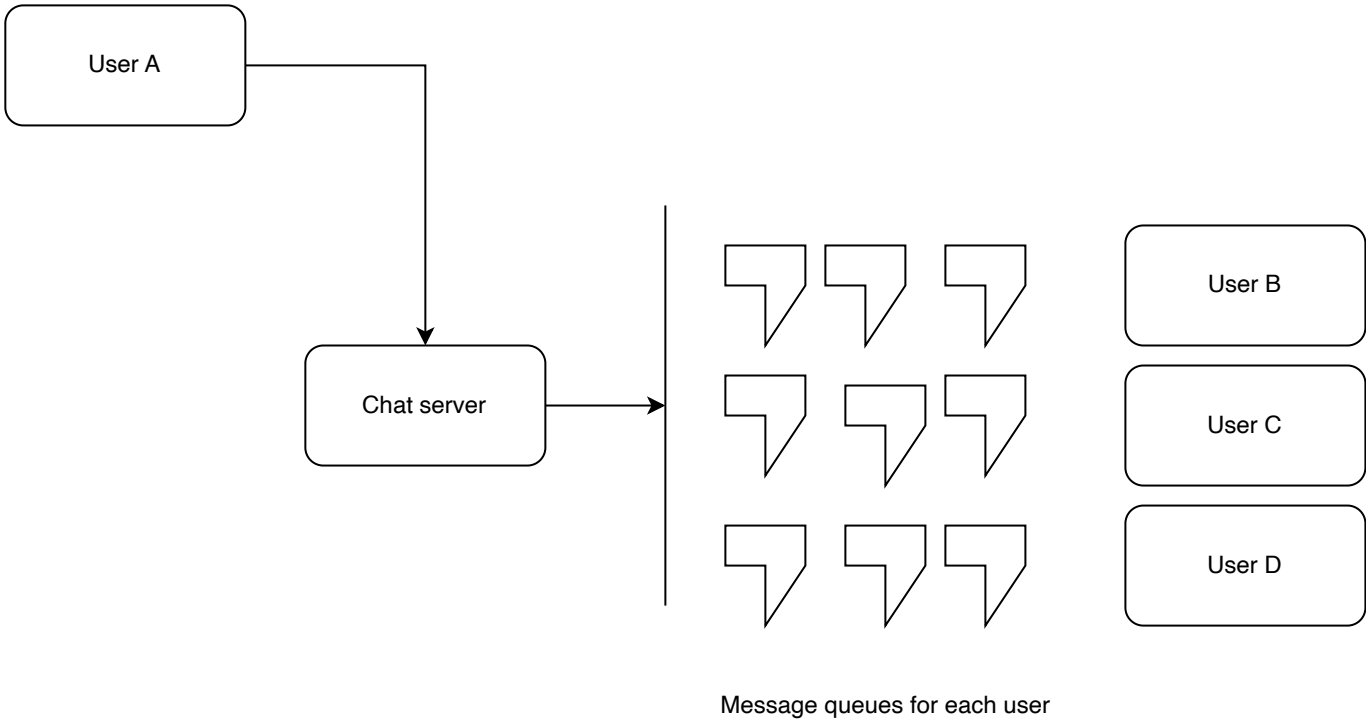 User A
User B
Chat server
User C
User D
Message queues for each user